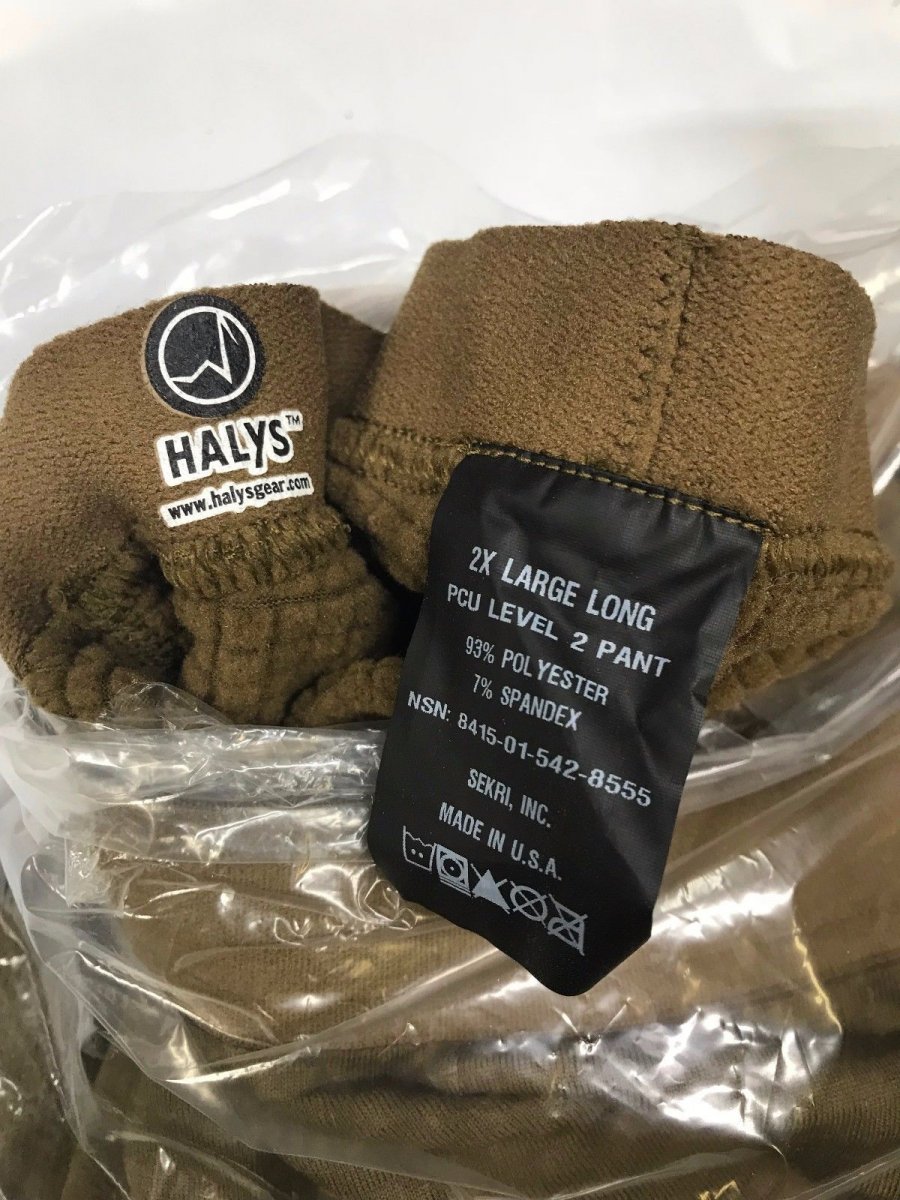 HALYS™
www.halysgear.com
2X LARGE LONG
PCU LEVEL 2 PANT
93% POLYESTER
7% SPANDEX
NSN: 8415-01-542-8555
SEKRI, INC.
MADE IN U.S.A.